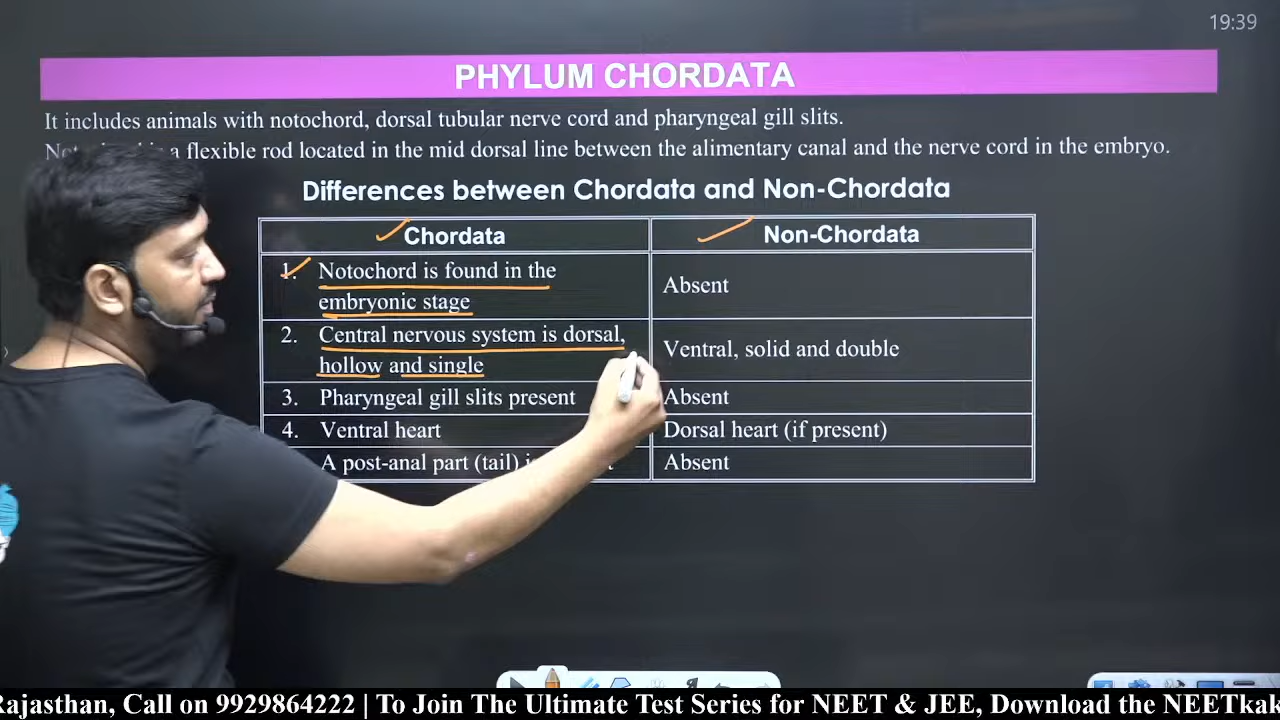 19:39
PHYLUM CHORDATA
It includes animals with notochord, dorsal tubular nerve cord and pharyngeal gill slits.
a flexible rod located in the mid dorsal line between the alimentary canal and the nerve cord in the embryo.
Differences between Chordata and Non-Chordata
Chordata Non-Chordata
1. Notochord is found in the
embryonic stage
Absent
2. Central nervous system is dorsal,
hollow and single
Ventral, solid and double
3. Pharyngeal gill slits present Absent
4. Ventral heart Dorsal heart (if present)
A post-anal part (tail) Absent
Rajasthan, Call on 9929864222 | To Join The Ultimate Test Series for NEET & JEE, Download the NEETkak